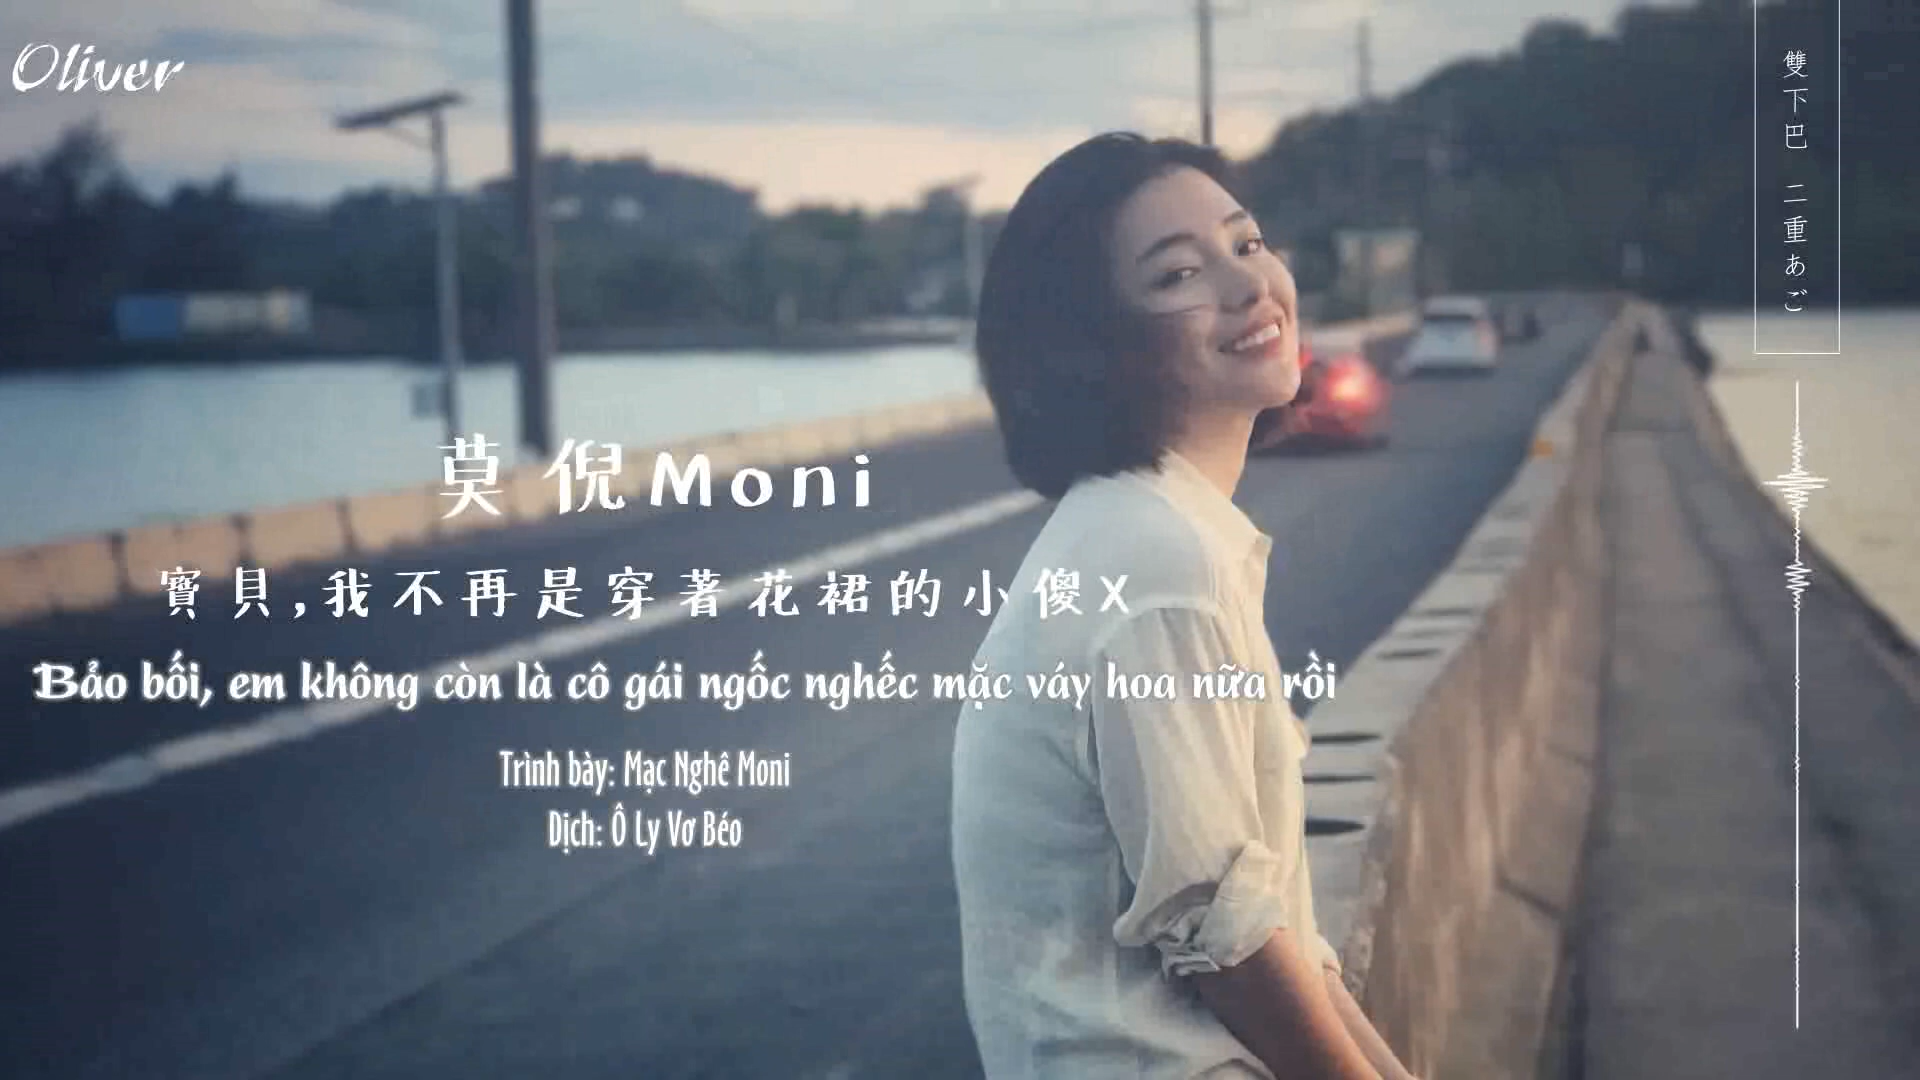 Oliver
雙下巴 二重あご
莫倪Moni
寶貝,我不再是穿著花裙的小傻X
Bảo bối, em không còn là cô gái ngốc nghếc mặc váy hoa nữa rồi
Trình bày: Mạc Nghê Moni
Dịch: Ô Ly Vơ Béo